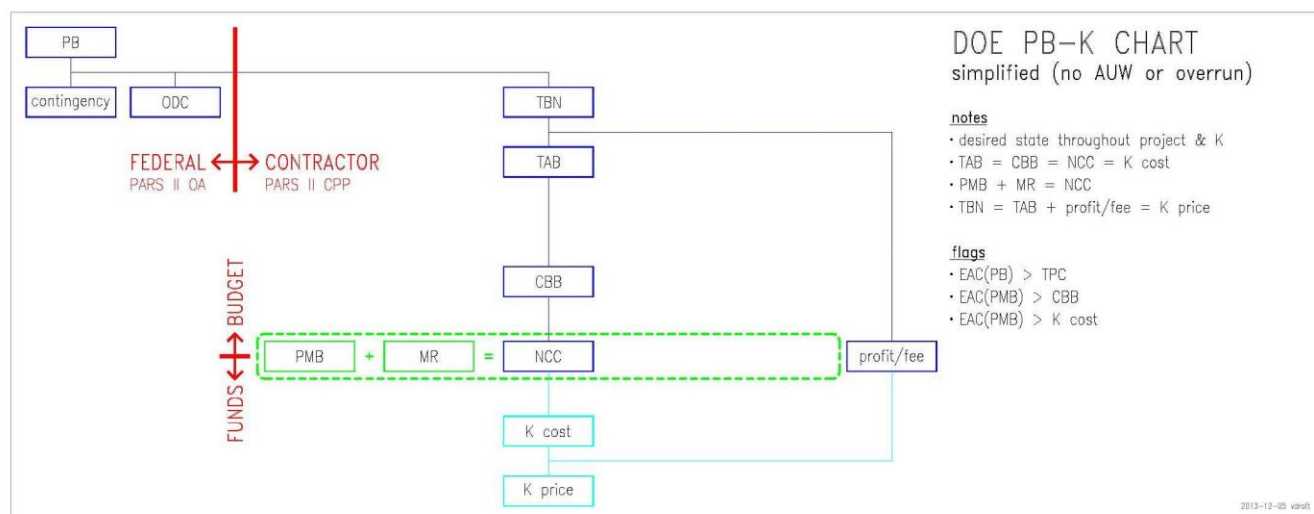 DOE PB-K CHART
simplified (no AUW or overrun)
PB
contingency
ODC
TBN
FEDERAL
CONTRACTOR
PARS II OA
PARS II CPP
TAB
notes
· desired state throughout project & K
· TAB = CBB = NCC = K cost
· PMB + MR = NCC
· TBN = TAB + profit/fee = K price
flags
· EAC(PB) > TPC
· EAC(PMB) > CBB
· EAC(PMB) > K cost
CBB
BUDGET
FUNDS
PMB + MR = NCC
profit/fee
K cost
K price
2013-12-05 vdraft